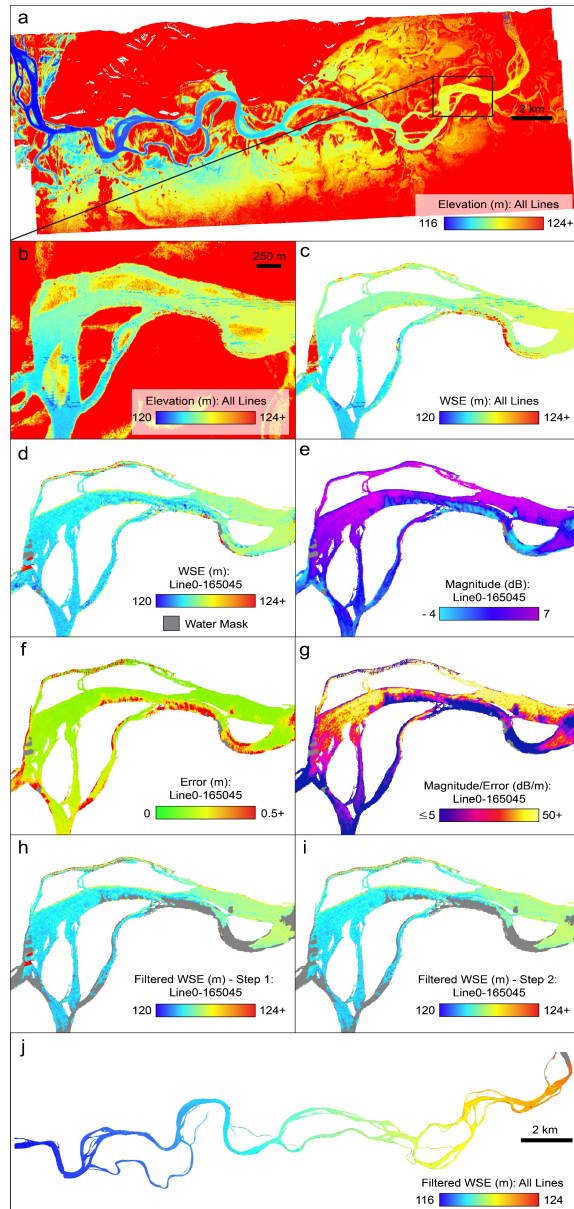 a
2 km
Elevation (m): All Lines
116 124+
b
250 m
Elevation (m): All Lines
120 124+
c
WSE (m): All Lines
120 124+
d
WSE (m):
Line0-165045
120 124+
Water Mask
e
Magnitude (dB):
Line0-165045
- 4 7
f
Error (m):
Line0-165045
0 0.5+
g
Magnitude/Error (dB/m):
Line0-165045
≤5 50+
h
Filtered WSE (m) - Step 1:
Line0-165045
120 124+
i
Filtered WSE (m) - Step 2:
Line0-165045
120 124+
j
2 km
Filtered WSE (m): All Lines
116 124